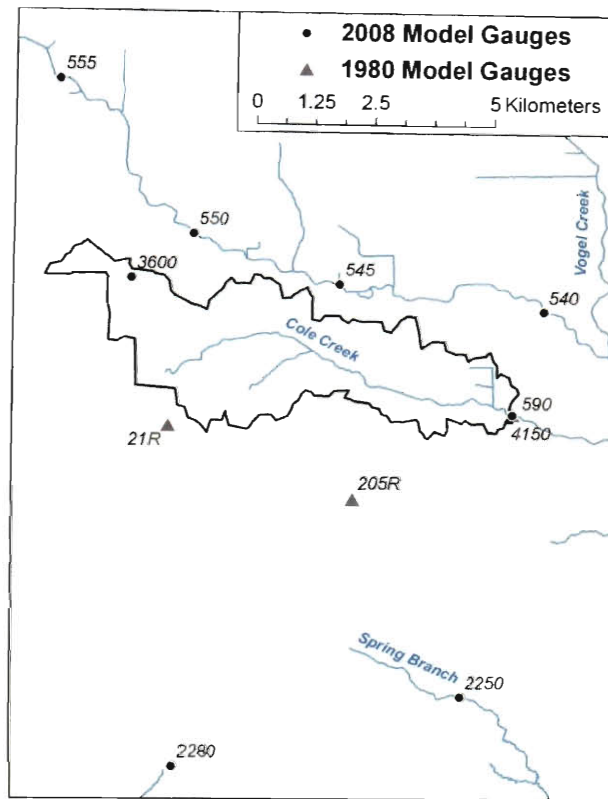 2008 Model Gauges
1980 Model Gauges
0 1.25 2.5 5 Kilometers
555
550
3600
545
540
Vogel Creek
Cole Creek
590
4150
21R
205R
Spring Branch
2250
2280